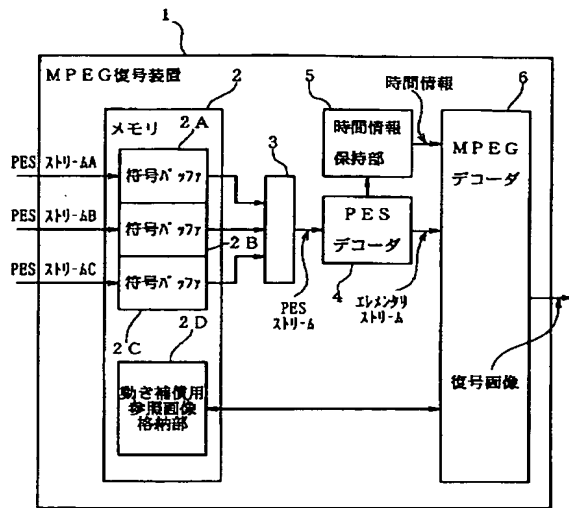 1
MPEG復号装置
2
メモリ
2A
PES ストリームA
符号バッファ
PES ストリームB
符号バッファ
2B
PES ストリームC
符号バッファ
2C
2D
動き補償用
参照画像
格納部
3
PES
ストリーム
5
時間情報
時間情報
保持部
PES
デコーダ
4
エレメンタリ
ストリーム
6
MPEG
デコーダ
復号画像